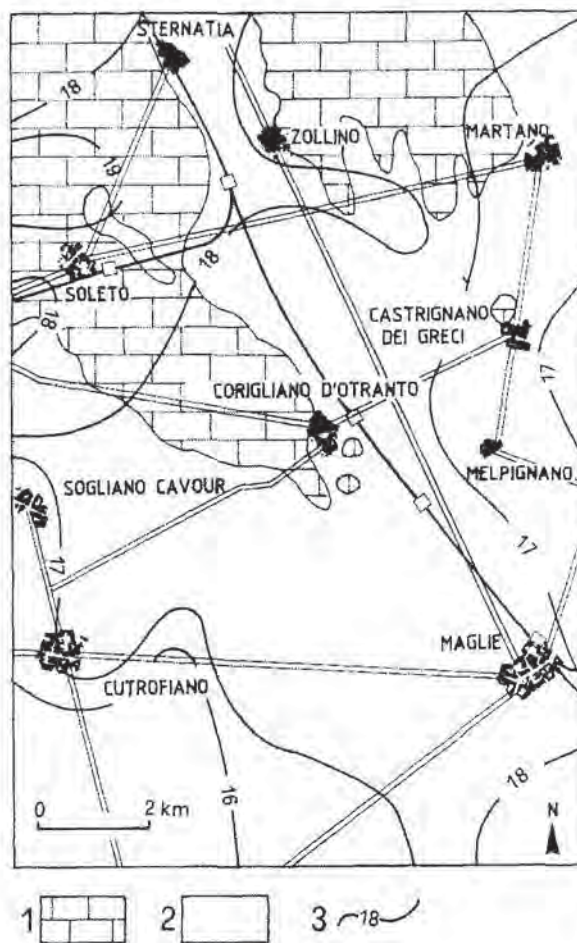 STERNATIA
18
ZOLLINO
MARTANO
19
18
SOLETO
18
CASTRIGNANO
DEI GRECI
17
CORIGLIANO D'OTRANTO
MELPIGNANO
SOGLIANO CAVOUR
17
17
MAGLIE
CUTROFIANO
18
16
0 2 km
N
1 2 3 18